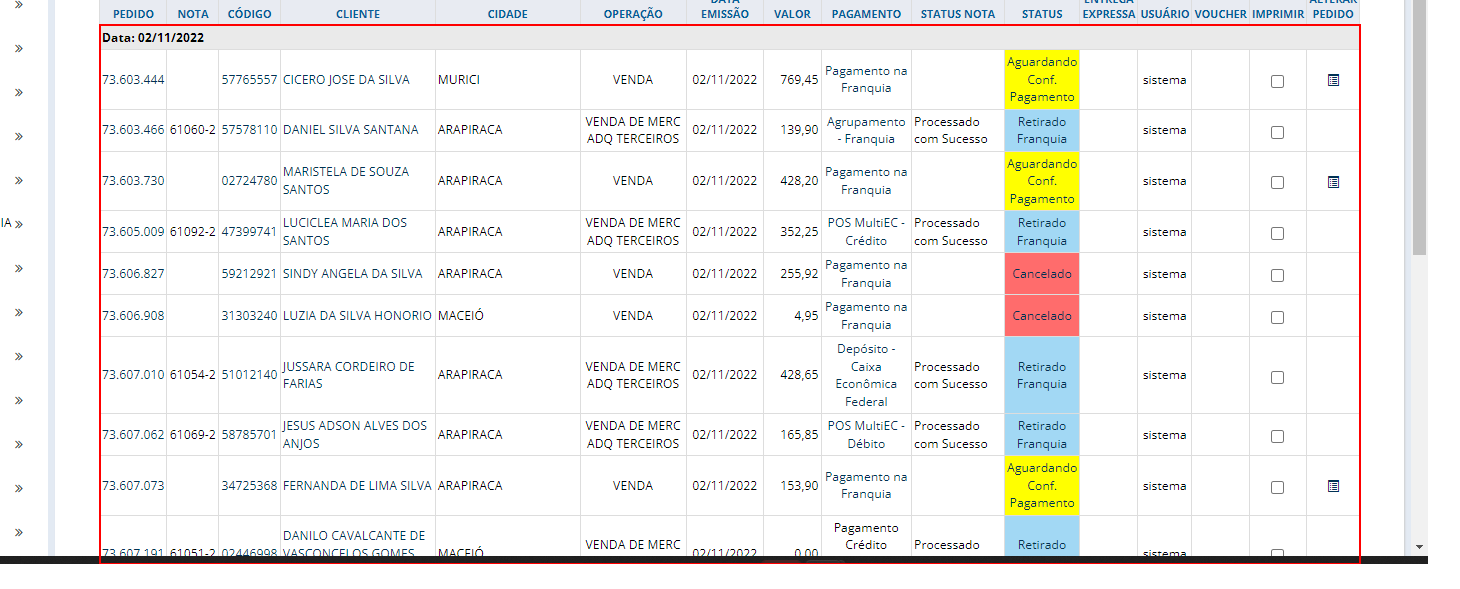 PEDIDO NOTA CÓDIGO CLIENTE CIDADE OPERAÇÃO DATA EMISSÃO VALOR PAGAMENTO STATUS NOTA STATUS ENTREGA EXPRESSA USUÁRIO VOUCHER IMPRIMIR ALTERAR PEDIDO
Data: 02/11/2022
73.603.444 57765557 CICERO JOSE DA SILVA MURICI VENDA 02/11/2022 769,45 Pagamento na Franquia Aguardando Conf. Pagamento sistema
73.603.466 61060-2 57578110 DANIEL SILVA SANTANA ARAPIRACA VENDA DE MERC ADQ TERCEIROS 02/11/2022 139,90 Agrupamento - Franquia Processado com Sucesso Retirado Franquia sistema
73.603.730 02724780 MARISTELA DE SOUZA SANTOS ARAPIRACA VENDA 02/11/2022 428,20 Pagamento na Franquia Aguardando Conf. Pagamento sistema
IA »
73.605.009 61092-2 47399741 LUCICLEA MARIA DOS SANTOS ARAPIRACA VENDA DE MERC ADQ TERCEIROS 02/11/2022 352,25 POS MultiEC - Crédito Processado com Sucesso Retirado Franquia sistema
73.606.827 59212921 SINDY ANGELA DA SILVA ARAPIRACA VENDA 02/11/2022 255,92 Pagamento na Franquia Cancelado sistema
73.606.908 31303240 LUZIA DA SILVA HONORIO MACEIÓ VENDA 02/11/2022 4,95 Pagamento na Franquia Cancelado sistema
73.607.010 61054-2 51012140 JUSSARA CORDEIRO DE FARIAS ARAPIRACA VENDA DE MERC ADQ TERCEIROS 02/11/2022 428,65 Depósito - Caixa Econômica Federal Processado com Sucesso Retirado Franquia sistema
73.607.062 61069-2 58785701 JESUS ADSON ALVES DOS ANJOS ARAPIRACA VENDA DE MERC ADQ TERCEIROS 02/11/2022 165,85 POS MultiEC - Débito Processado com Sucesso Retirado Franquia sistema
73.607.073 34725368 FERNANDA DE LIMA SILVA ARAPIRACA VENDA 02/11/2022 153,90 Pagamento na Franquia Aguardando Conf. Pagamento sistema
73.607.191 61051-2 02446998 DANILO CAVALCANTE DE VASCONCELOS GOMES MACEIÓ VENDA DE MERC 02/11/2022 0,00 Pagamento Crédito Processado Retirado sistema